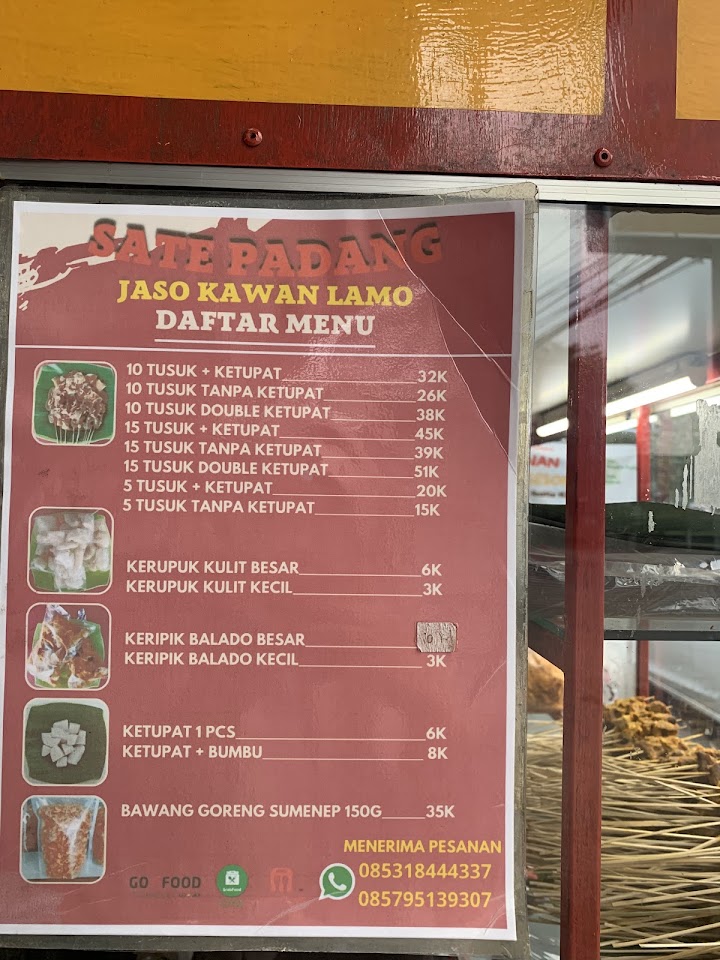 SATE PADANG
JASO KAWAN LAMO
DAFTAR MENU
10 TUSUK + KETUPAT 32K
10 TUSUK TANPA KETUPAT 26K
10 TUSUK DOUBLE KETUPAT 38K
15 TUSUK + KETUPAT 45K
15 TUSUK TANPA KETUPAT 39K
15 TUSUK DOUBLE KETUPAT 51K
5 TUSUK + KETUPAT 20K
5 TUSUK TANPA KETUPAT 15K
KERUPUK KULIT BESAR 6K
KERUPUK KULIT KECIL 3K
KERIPIK BALADO BESAR
KERIPIK BALADO KECIL 3K
KETUPAT 1 PCS 6K
KETUPAT + BUMBU 8K
BAWANG GORENG SUMENEP 150G 35K
MENERIMA PESANAN
085318444337
085795139307
GO FOOD
GrabFood
NAN